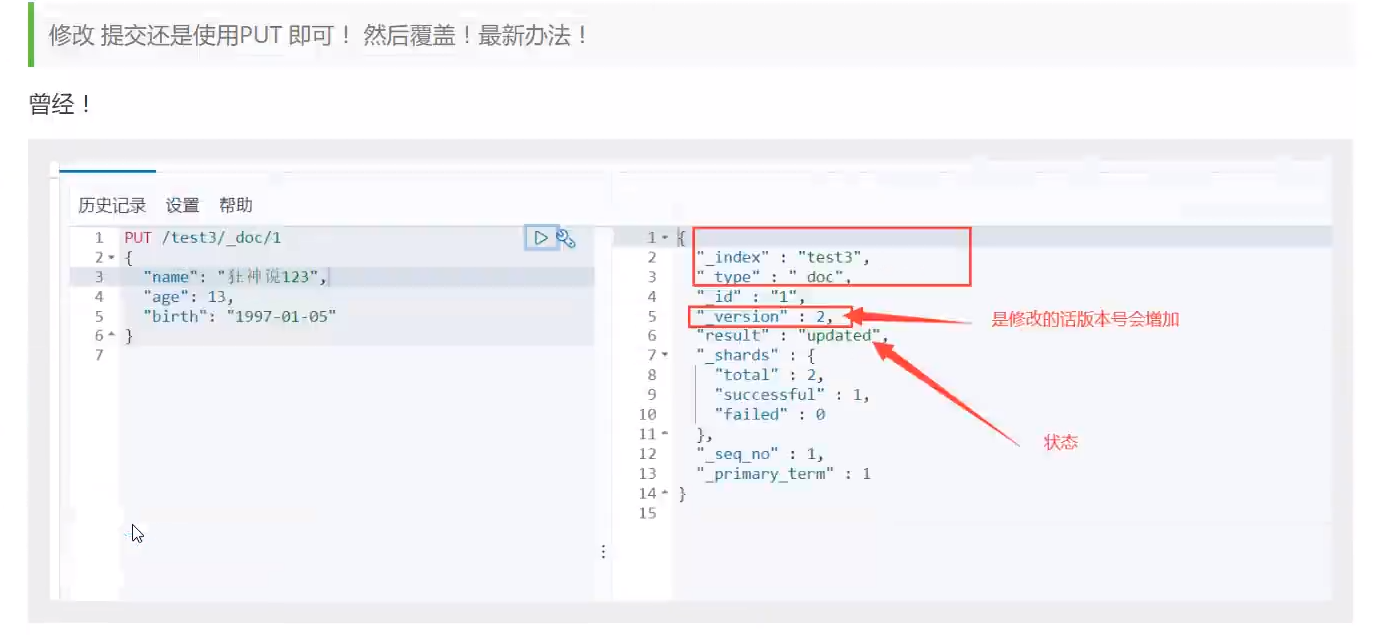 修改 提交还是使用PUT 即可！ 然后覆盖！最新办法！
曾经！
历史记录 设置 帮助
1 PUT /test3/_doc/1
2 {
3 "name": "狂神说123",
4 "age": 13,
5 "birth": "1997-01-05"
6 }
7
1 {
2 "_index" : "test3",
3 "_type" : "_doc",
4 "_id" : "1",
5 "_version" : 2,
6 "result" : "updated",
7 "_shards" : {
8 "total" : 2,
9 "successful" : 1,
10 "failed" : 0
11 },
12 "_seq_no" : 1,
13 "_primary_term" : 1
14 }
15
是修改的话版本号会增加
状态